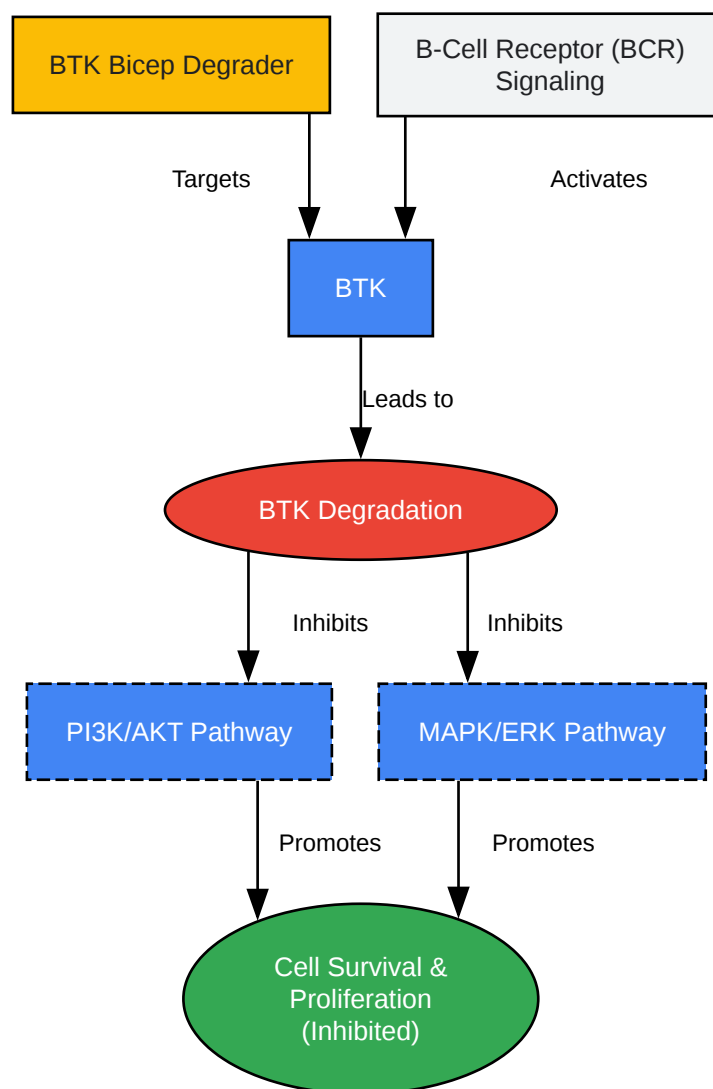 BTK Bicep Degrader
B-Cell Receptor (BCR)
Signaling
Targets
Activates
BTK
Leads to
BTK Degradation
Inhibits
Inhibits
PI3K/AKT Pathway
MAPK/ERK Pathway
Promotes
Promotes
Cell Survival &
Proliferation
(Inhibited)